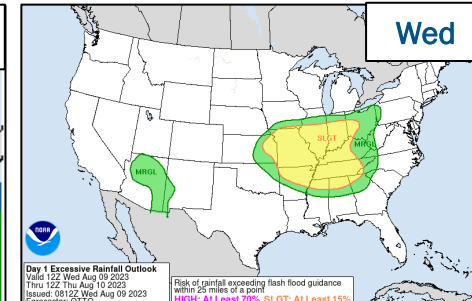 Wed
SLGT
MRGL
MRGL
NOAA
Day 1 Excessive Rainfall Outlook
Valid 12Z Wed Aug 09 2023
Thru 12Z Thu Aug 10 2023
Issued: 0812Z Wed Aug 09 2023
Risk of rainfall exceeding flash flood guidance
within 25 miles of a point
HIGH: At Least 70% SLGT: At Least 15%